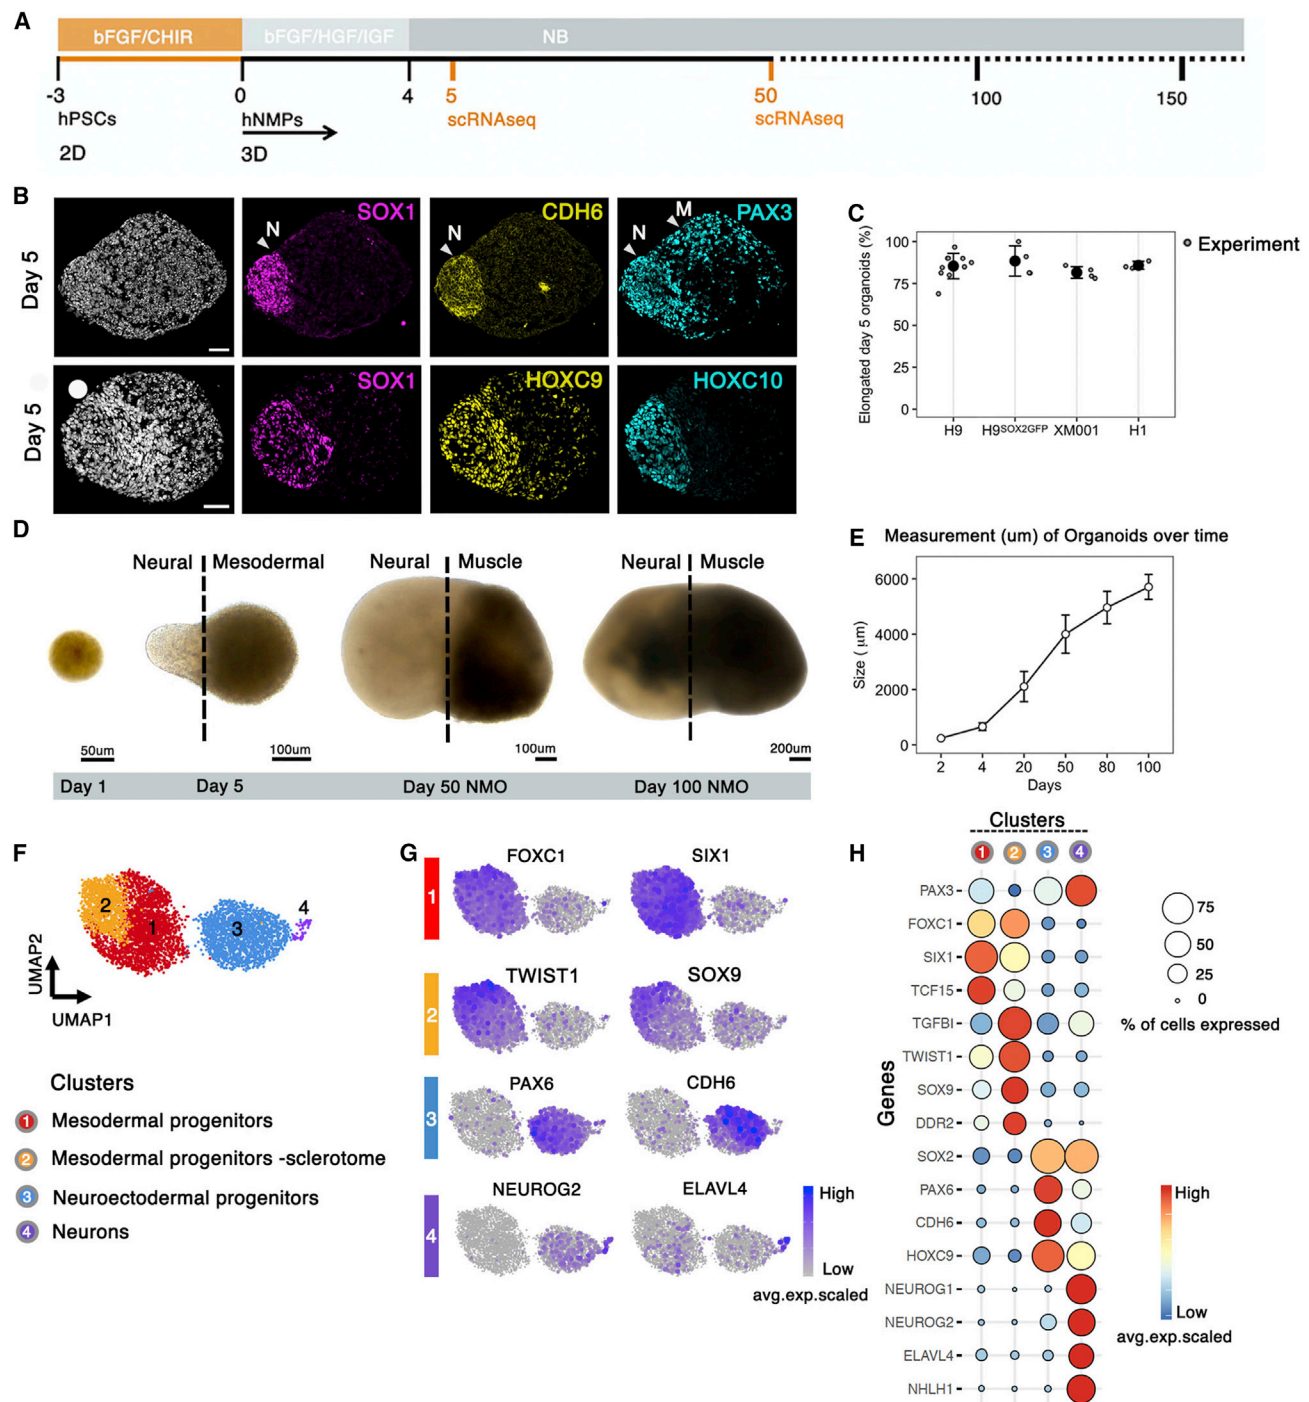 A
bFGF/CHIR
bFGF/HGF/IGF
NB
-3 0 4 5 50 100 150
hPSCs hNMPs scRNAseq scRNAseq
2D 3D
B
Day 5
N
SOX1
N
CDH6
N M
PAX3
Day 5
SOX1
HOXC9
HOXC10
C
Elongated day 5 organoids (%)
100
75
50
25
0
H9 H9SOX2GFP XM001 H1
Experiment
D
Neural Mesodermal Neural Muscle Neural Muscle
50um 100um 100um 200um
Day 1 Day 5 Day 50 NMO Day 100 NMO
E
Measurement (um) of Organoids over time
Size ( μm)
6000
4000
2000
0
2 4 20 50 80 100
Days
F
2 1 3 4
UMAP2
UMAP1
Clusters
1 Mesodermal progenitors
2 Mesodermal progenitors -sclerotome
3 Neuroectodermal progenitors
4 Neurons
G
1
FOXC1 SIX1
2
TWIST1 SOX9
3
PAX6 CDH6
4
NEUROG2 ELAVL4
High
Low
avg.exp.scaled
H
Clusters
1 2 3 4
Genes
PAX3
FOXC1
SIX1
TCF15
TGFBI
TWIST1
SOX9
DDR2
SOX2
PAX6
CDH6
HOXC9
NEUROG1
NEUROG2
ELAVL4
NHLH1
75
50
25
0
% of cells expressed
High
Low
avg.exp.scaled